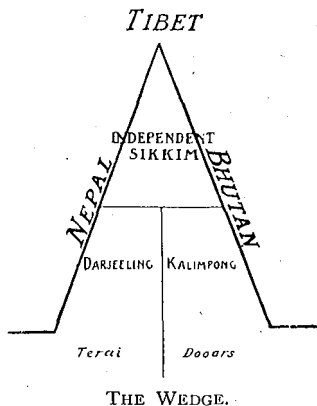 TIBET
INDEPENDENT
SIKKIM
NEPAL
BHUTAN
DARJEELING KALIMPONG
Terai Dooars
THE WEDGE.